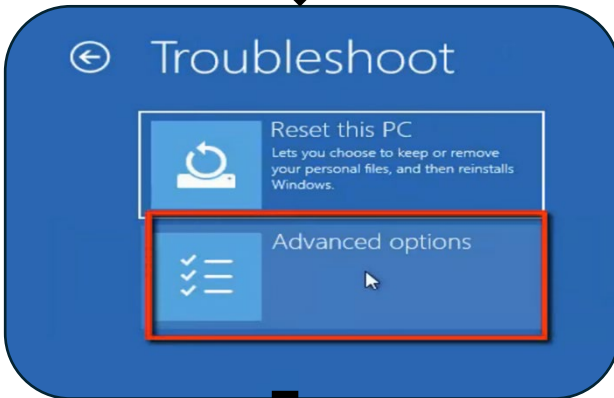 Troubleshoot
Reset this PC
Lets you choose to keep or remove
your personal files, and then reinstalls
Windows.
Advanced options